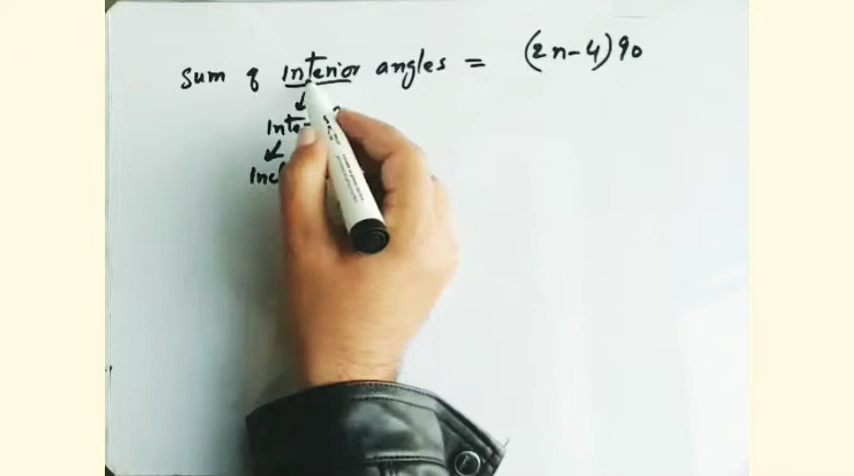 Sum of Interior angles = (2n-4)90